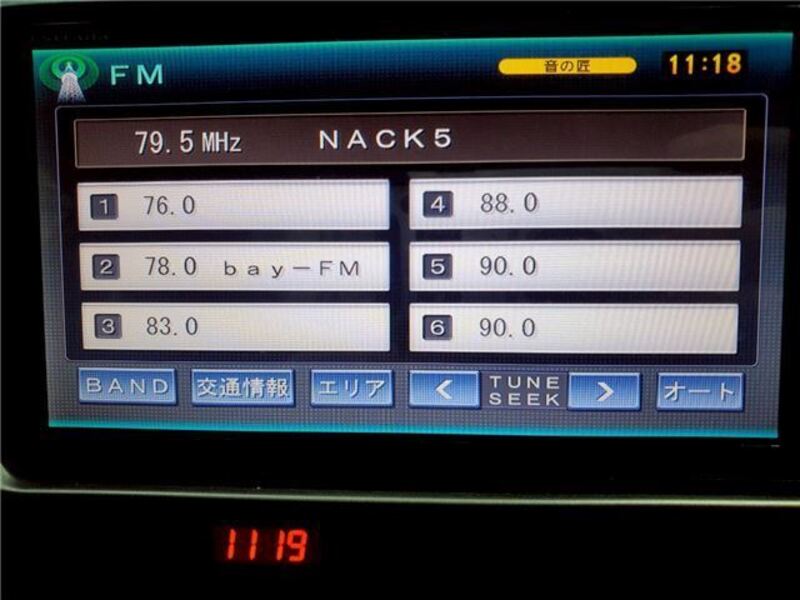 FM 音の匠 11:18
79.5 MHz NACK5
1 76.0 4 88.0
2 78.0 bay-FM 5 90.0
3 83.0 6 90.0
BAND 交通情報 エリア < TUNE SEEK > オート
1119